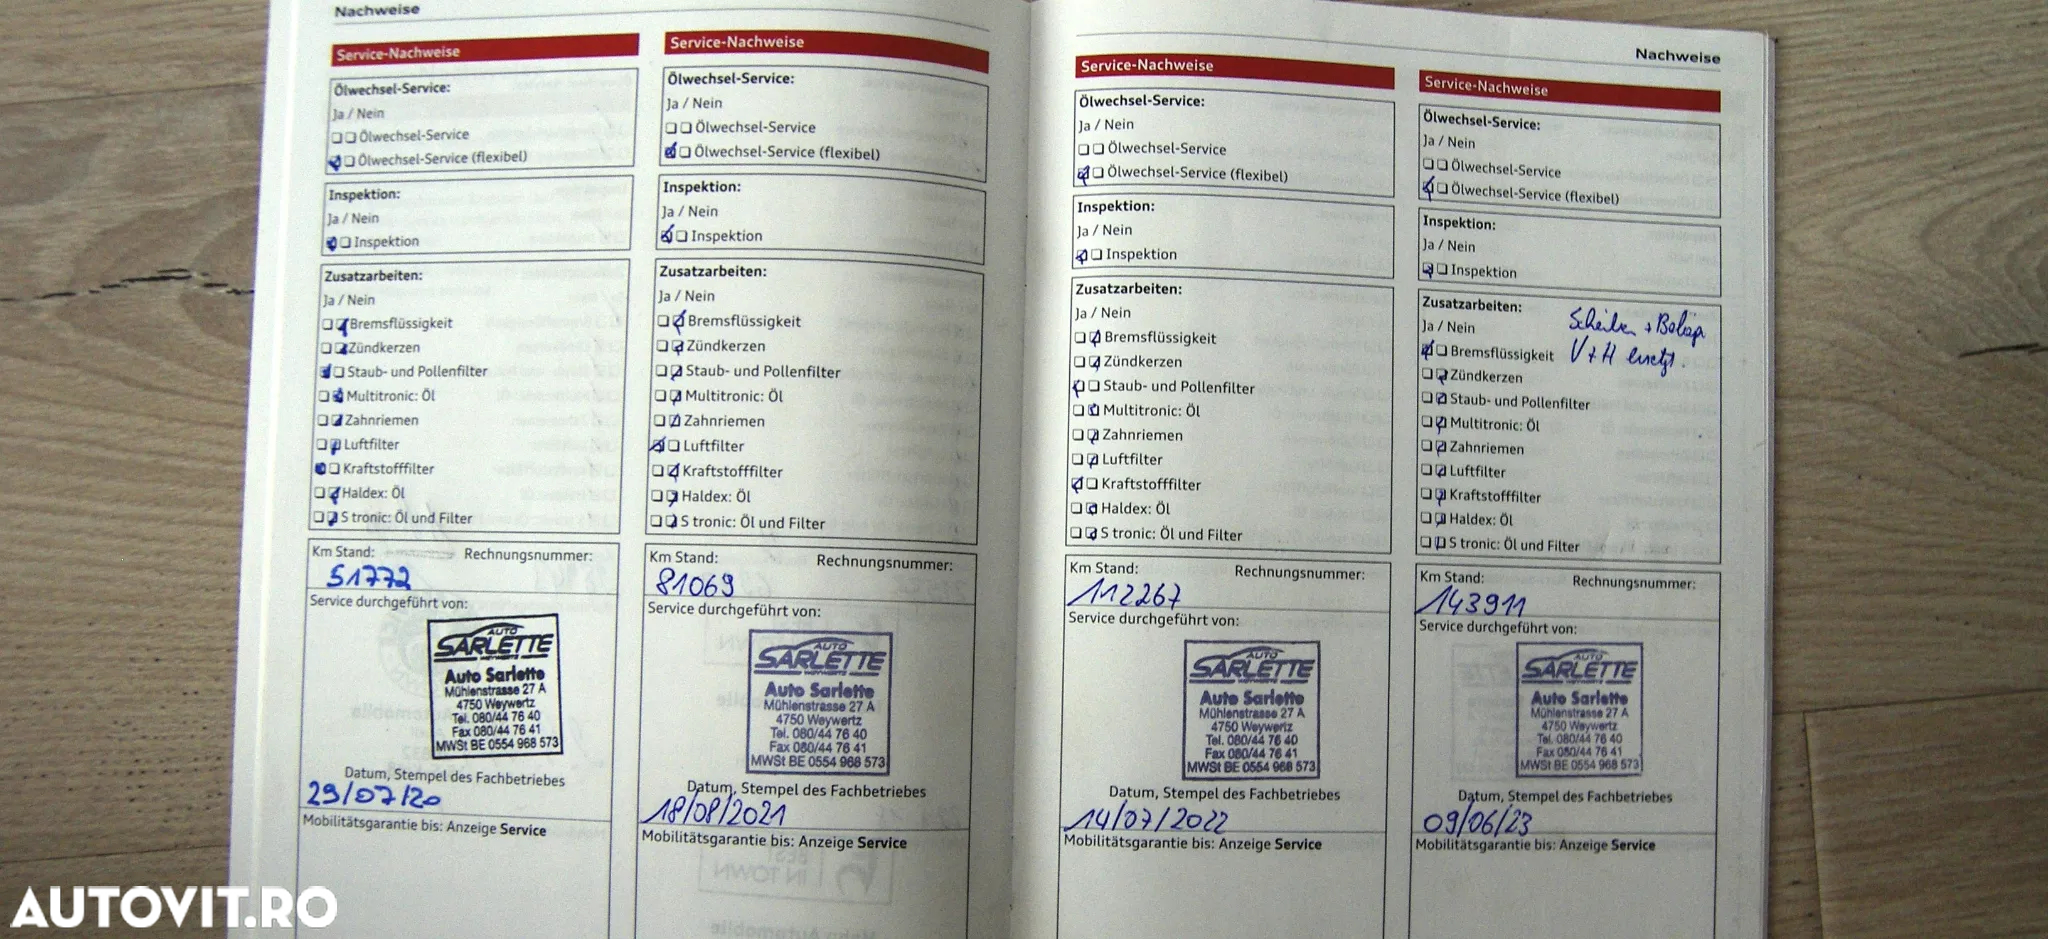 Nachweise
Service-Nachweise
Ölwechsel-Service:
Ja / Nein
Ölwechsel-Service
Ölwechsel-Service (flexibel)
Inspektion:
Ja / Nein
Inspektion
Zusatzarbeiten:
Ja / Nein
Bremsflüssigkeit
Zündkerzen
Staub- und Pollenfilter
Multitronic: Öl
Zahnriemen
Luftfilter
Kraftstofffilter
Haldex: Öl
S tronic: Öl und Filter
Km Stand: Rechnungsnummer:
51772
Service durchgeführt von:
AUTO
SARLETTE
Auto Sarlette
Mühlenstrasse 27 A
4750 Weywertz
Tel. 080/44 76 40
Fax 080/44 76 41
MWSt BE 0554 968 573
Datum, Stempel des Fachbetriebes
29/07/20
Mobilitätsgarantie bis: Anzeige Service
Service-Nachweise
Ölwechsel-Service:
Ja / Nein
Ölwechsel-Service
Ölwechsel-Service (flexibel)
Inspektion:
Ja / Nein
Inspektion
Zusatzarbeiten:
Ja / Nein
Bremsflüssigkeit
Zündkerzen
Staub- und Pollenfilter
Multitronic: Öl
Zahnriemen
Luftfilter
Kraftstofffilter
Haldex: Öl
S tronic: Öl und Filter
Km Stand: Rechnungsnummer:
81069
Service durchgeführt von:
AUTO
SARLETTE
Auto Sarlette
Mühlenstrasse 27 A
4750 Weywertz
Tel. 080/44 76 40
Fax 080/44 76 41
MWSt BE 0554 968 573
Datum, Stempel des Fachbetriebes
18/08/2021
Mobilitätsgarantie bis: Anzeige Service
Nachweise
Service-Nachweise
Ölwechsel-Service:
Ja / Nein
Ölwechsel-Service
Ölwechsel-Service (flexibel)
Inspektion:
Ja / Nein
Inspektion
Zusatzarbeiten:
Ja / Nein
Bremsflüssigkeit
Zündkerzen
Staub- und Pollenfilter
Multitronic: Öl
Zahnriemen
Luftfilter
Kraftstofffilter
Haldex: Öl
S tronic: Öl und Filter
Km Stand: Rechnungsnummer:
112267
Service durchgeführt von:
AUTO
SARLETTE
Auto Sarlette
Mühlenstrasse 27 A
4750 Weywertz
Tel. 080/44 76 40
Fax 080/44 76 41
MWSt BE 0554 968 573
Datum, Stempel des Fachbetriebes
14/07/2022
Mobilitätsgarantie bis: Anzeige Service
Service-Nachweise
Ölwechsel-Service:
Ja / Nein
Ölwechsel-Service
Ölwechsel-Service (flexibel)
Inspektion:
Ja / Nein
Inspektion
Zusatzarbeiten:
Scheiben +
Ja / Nein
V + H ersetzt.
Bremsflüssigkeit
Zündkerzen
Staub- und Pollenfilter
Multitronic: Öl
Zahnriemen
Luftfilter
Kraftstofffilter
Haldex: Öl
S tronic: Öl und Filter
Km Stand: Rechnungsnummer:
143911
Service durchgeführt von:
AUTO
SARLETTE
Auto Sarlette
Mühlenstrasse 27 A
4750 Weywertz
Tel. 080/44 76 40
Fax 080/44 76 41
MWSt BE 0554 968 573
Datum, Stempel des Fachbetriebes
09/06/23
Mobilitätsgarantie bis: Anzeige Service
AUTOVIT.RO